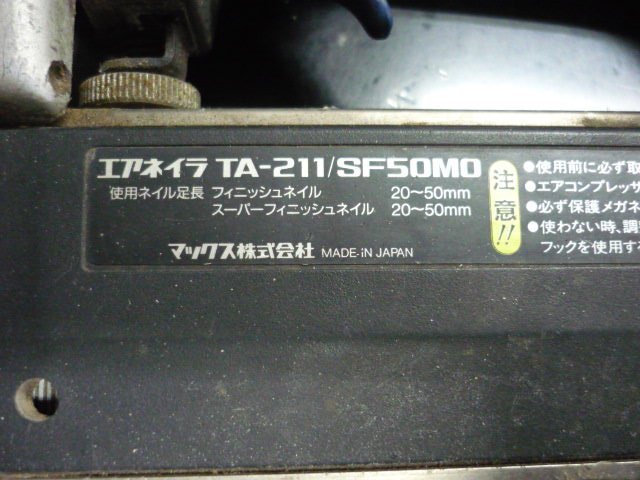 エアネイラ TA-211/SF50MO
使用ネイル足長 フィニッシュネイル 20～50mm
スーパーフィニッシュネイル 20～50mm
マックス株式会社 MADE-iN JAPAN
注意!!
●使用前に必ず取
●エアコンプレッサ
●必ず保護メガネ
●使わない時、調
フックを使用す